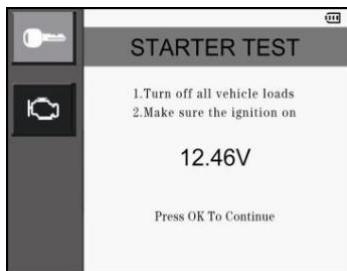 STARTER TEST
1.Turn off all vehicle loads
2.Make sure the ignition on
12.46V
Press OK To Continue